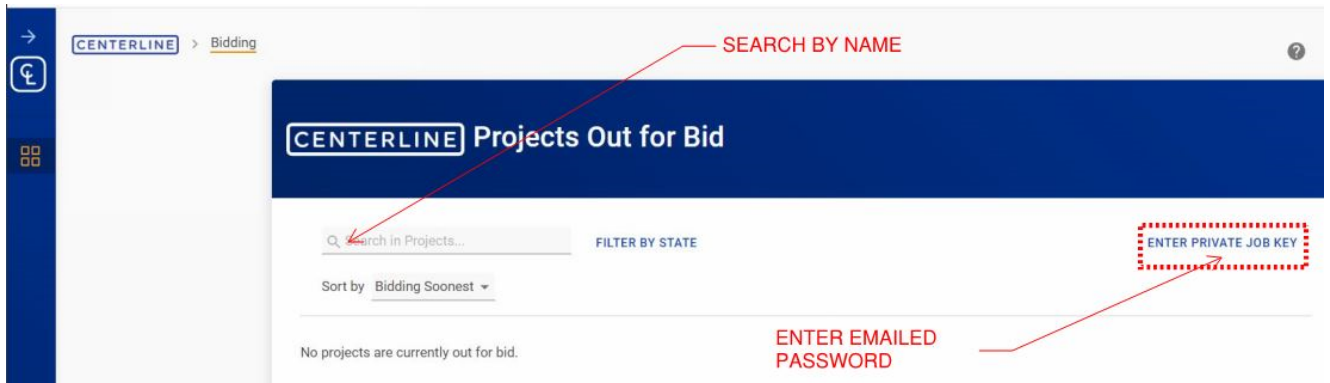 CENTERLINE > Bidding
SEARCH BY NAME
CENTERLINE Projects Out for Bid
Search in Projects...
FILTER BY STATE
ENTER PRIVATE JOB KEY
Sort by Bidding Soonest
ENTER EMAILED
PASSWORD
No projects are currently out for bid.